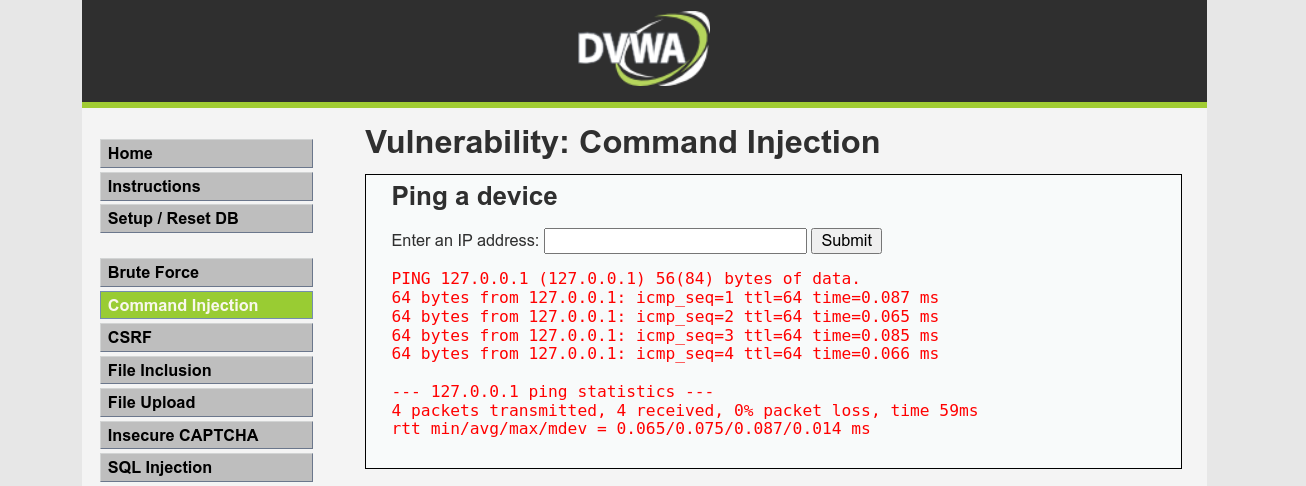 DVWA
Home
Instructions
Setup / Reset DB
Brute Force
Command Injection
CSRF
File Inclusion
File Upload
Insecure CAPTCHA
SQL Injection
Vulnerability: Command Injection
Ping a device
Enter an IP address: Submit
PING 127.0.0.1 (127.0.0.1) 56(84) bytes of data.
64 bytes from 127.0.0.1: icmp_seq=1 ttl=64 time=0.087 ms
64 bytes from 127.0.0.1: icmp_seq=2 ttl=64 time=0.065 ms
64 bytes from 127.0.0.1: icmp_seq=3 ttl=64 time=0.085 ms
64 bytes from 127.0.0.1: icmp_seq=4 ttl=64 time=0.066 ms
--- 127.0.0.1 ping statistics ---
4 packets transmitted, 4 received, 0% packet loss, time 59ms
rtt min/avg/max/mdev = 0.065/0.075/0.087/0.014 ms